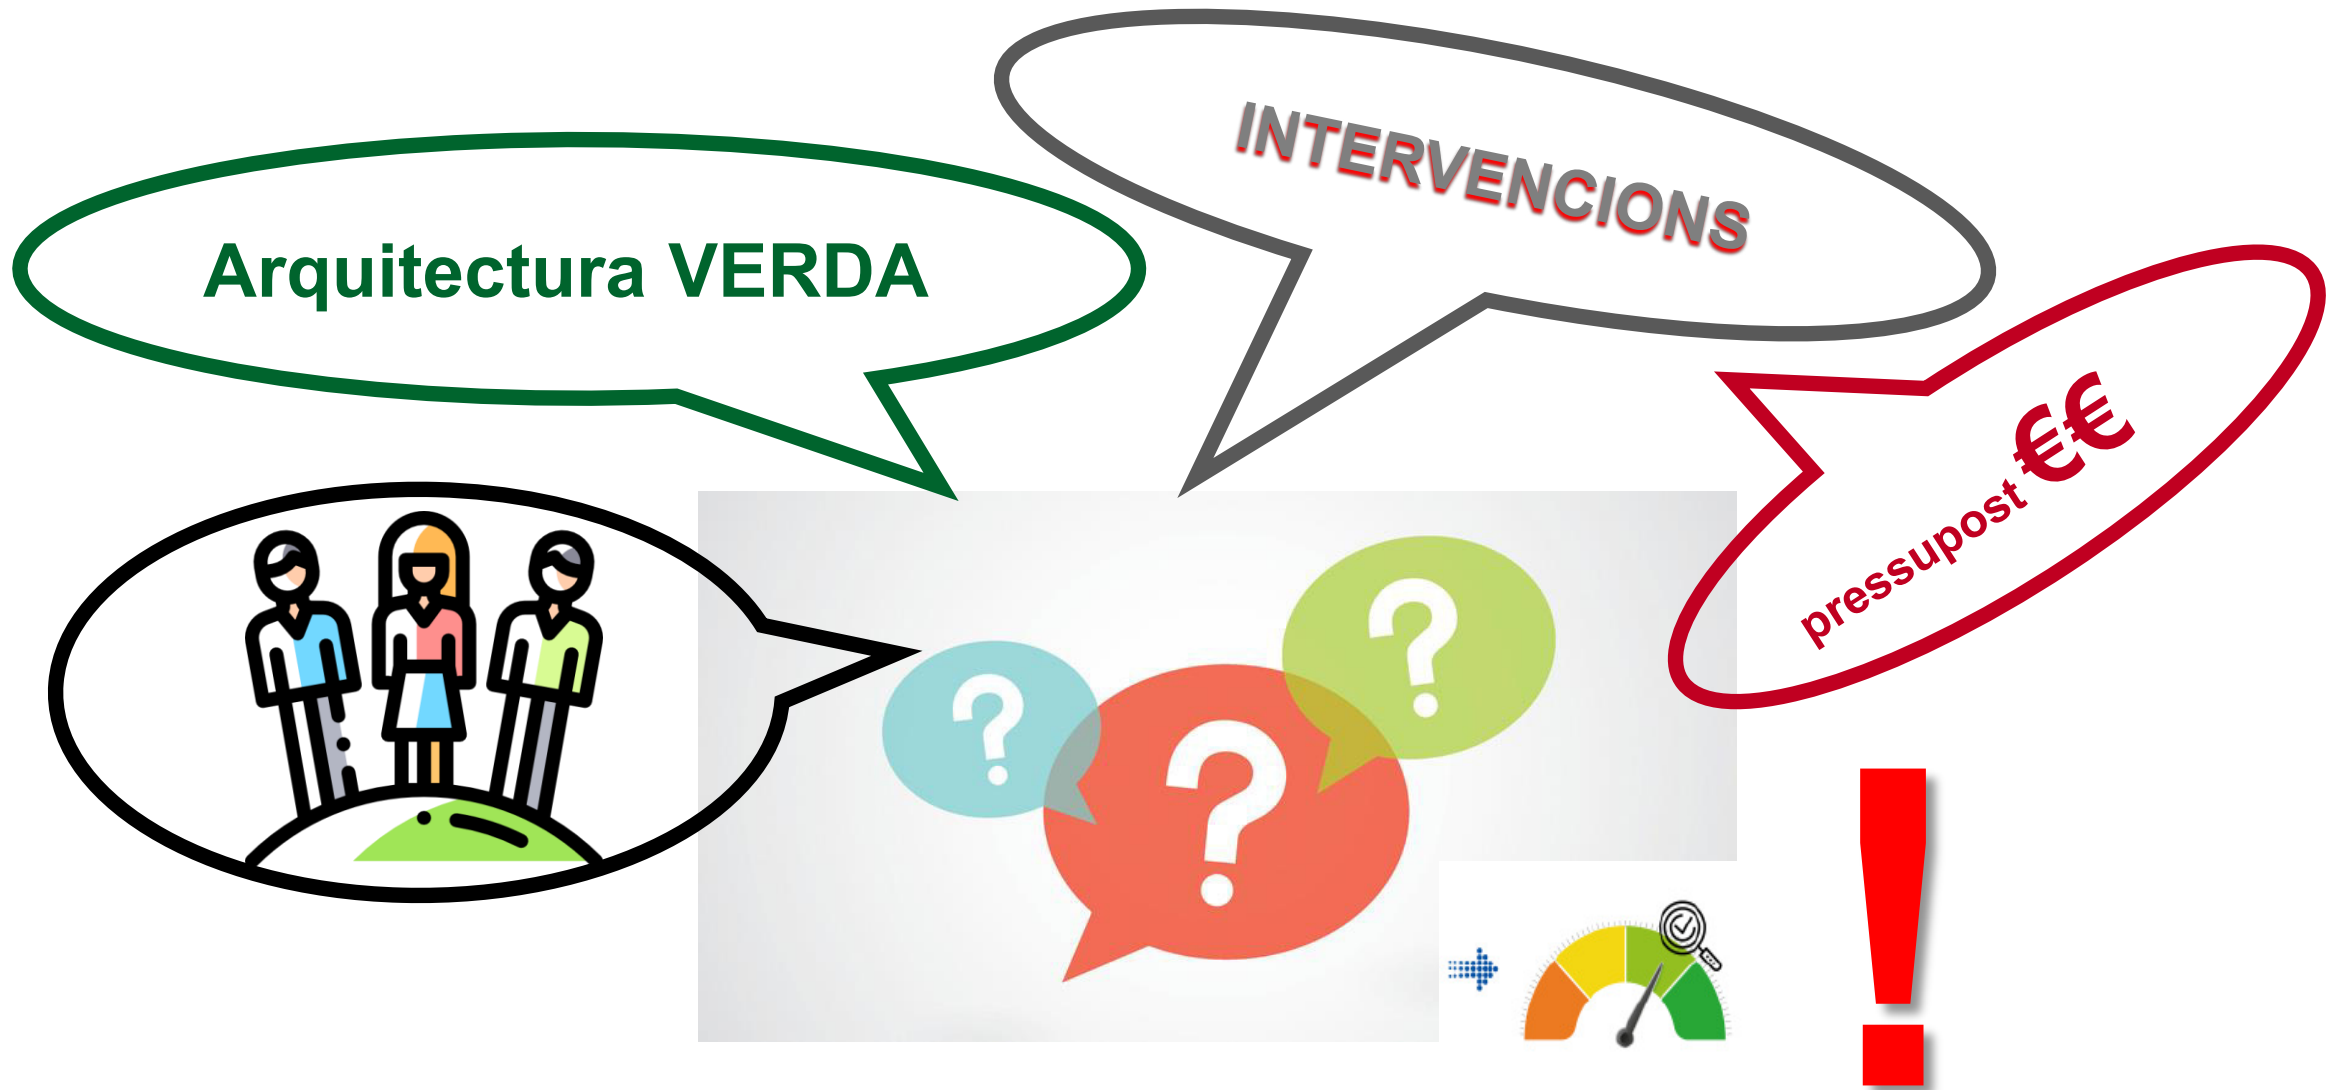 INTERVENCIONS
Arquitectura VERDA
pressupost €€
? ? ?
!